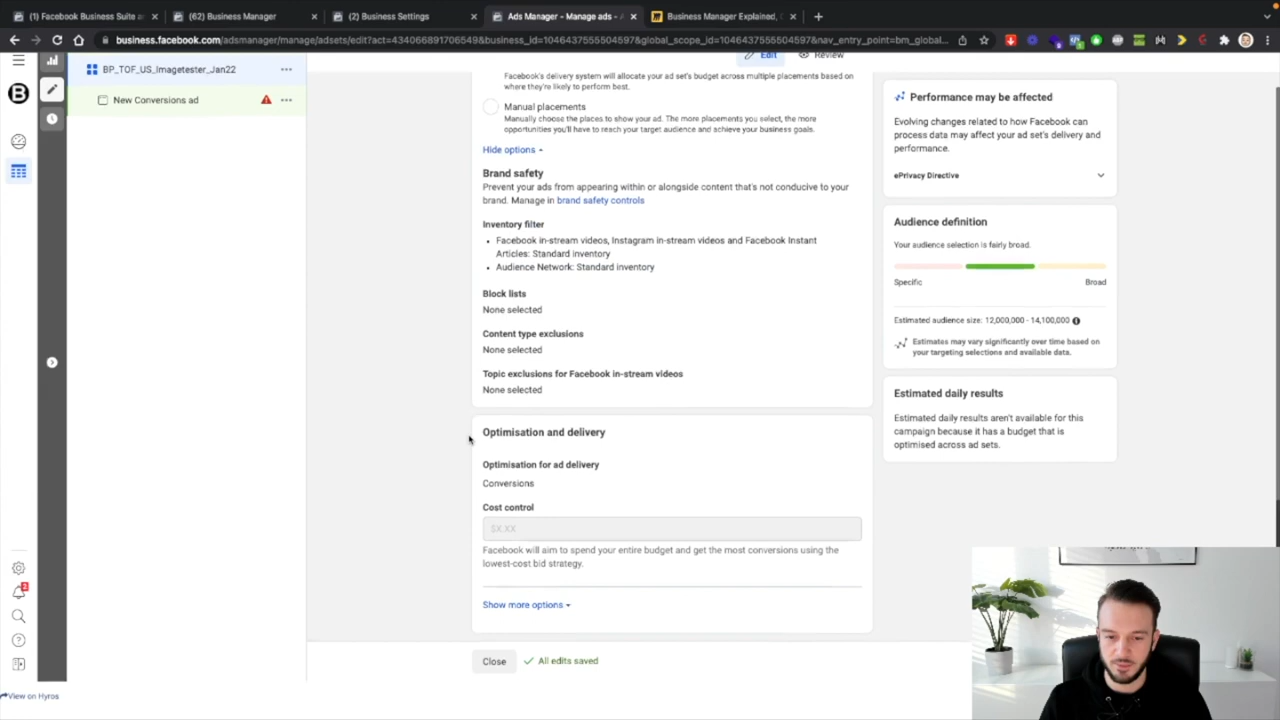 (1) Facebook Business Suite a
(62) Business Manager
(2) Business Settings
Ads Manager - Manage ads - A
Business Manager Explained, C
business.facebook.com/adsmanager/manage/adsets/edit?act=434066891706549&business_id=10464375555504597&global_scope_id=10464375555504597&nav_entry_point=bm_global...
BP_TOF_US_Imagetester_Jan22
New Conversions ad
Edit
Review
Facebook's delivery system will allocate your ad set's budget across multiple placements based on
where they're likely to perform best.
Manual placements
Manually choose the places to show your ad. The more placements you select, the more
opportunities you'll have to reach your target audience and achieve your business goals.
Hide options
Brand safety
Prevent your ads from appearing within or alongside content that's not conducive to your
brand. Manage in brand safety controls
Inventory filter
• Facebook in-stream videos, Instagram in-stream videos and Facebook Instant
Articles: Standard inventory
• Audience Network: Standard inventory
Block lists
None selected
Content type exclusions
None selected
Topic exclusions for Facebook in-stream videos
None selected
Optimisation and delivery
Optimisation for ad delivery
Conversions
Cost control
$X.XX
Facebook will aim to spend your entire budget and get the most conversions using the
lowest-cost bid strategy.
Show more options
Close
All edits saved
Performance may be affected
Evolving changes related to how Facebook can
process data may affect your ad set's delivery and
performance.
ePrivacy Directive
Audience definition
Your audience selection is fairly broad.
Specific
Broad
Estimated audience size: 12,000,000 - 14,100,000
Estimates may vary significantly over time based on
your targeting selections and available data.
Estimated daily results
Estimated daily results aren't available for this
campaign because it has a budget that is
optimised across ad sets.
View on Hyros